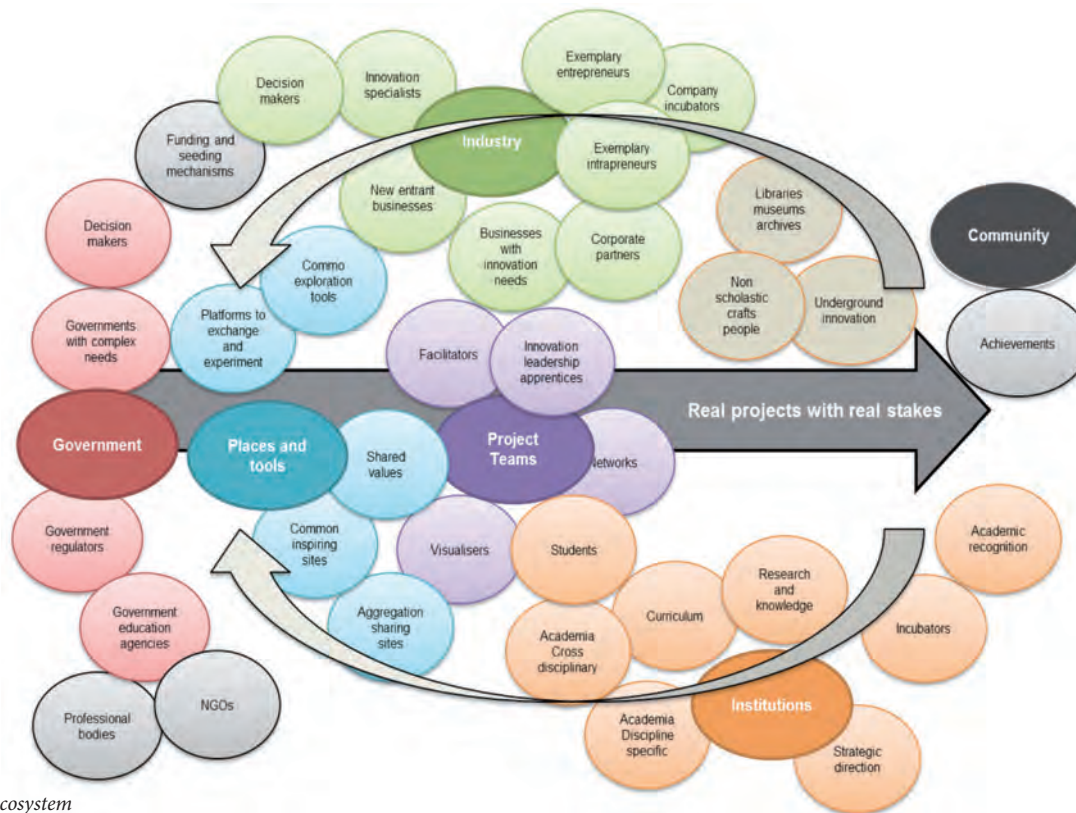 Exemplary
entrepreneurs
Decision
makers
Innovation
specialists
Company
incubators
Funding and
seeding
mechanisms
Industry
Exemplary
intrapreneurs
New entrant
businesses
Libraries
museums
archives
Decision
makers
Businesses
with
innovation
needs
Corporate
partners
Community
Commo
exploration
tools
Non
scholastic
crafts
people
Underground
innovation
Governments
with complex
needs
Platforms to
exchange
and
experiment
Facilitators
Innovation
leadership
apprentices
Achievements
Real projects with real stakes
Government
Places and
tools
Shared
values
Project
Teams
Networks
Government
regulators
Common
inspiring
sites
Visualisers
Students
Academic
recognition
Research
and
knowledge
Government
education
agencies
Aggregation
sharing
sites
Curriculum
Academia
Cross
disciplinary
Incubators
Professional
bodies
NGOs
Institutions
Academia
Discipline
specific
Strategic
direction
cosystem